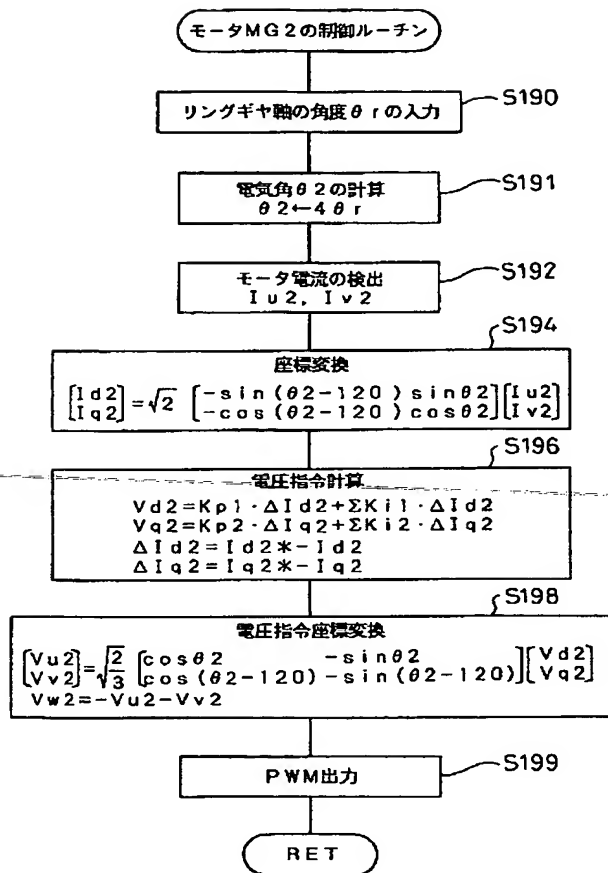 モータMG2の制御ルーチン
リングギヤ軸の角度θrの入力
S190
電気角θ2の計算
θ2←4θr
S191
モータ電流の検出
Iu2, Iv2
S192
S194
座標変換
[Id2]=√2 [-sin(θ2-120)sinθ2][Iu2]
[Iq2] [-cos(θ2-120)cosθ2][Iv2]
S196
電圧指令計算
Vd2=Kp1・ΔId2+ΣKi1・ΔId2
Vq2=Kp2・ΔIq2+ΣKi2・ΔIq2
ΔId2=Id2*-Id2
ΔIq2=Iq2*-Iq2
S198
電圧指令座標変換
[Vu2]=√2/3 [cosθ2 -sinθ2][Vd2]
[Vv2] [cos(θ2-120)-sin(θ2-120)][Vq2]
Vw2=-Vu2-Vv2
PWM出力
S199
RET